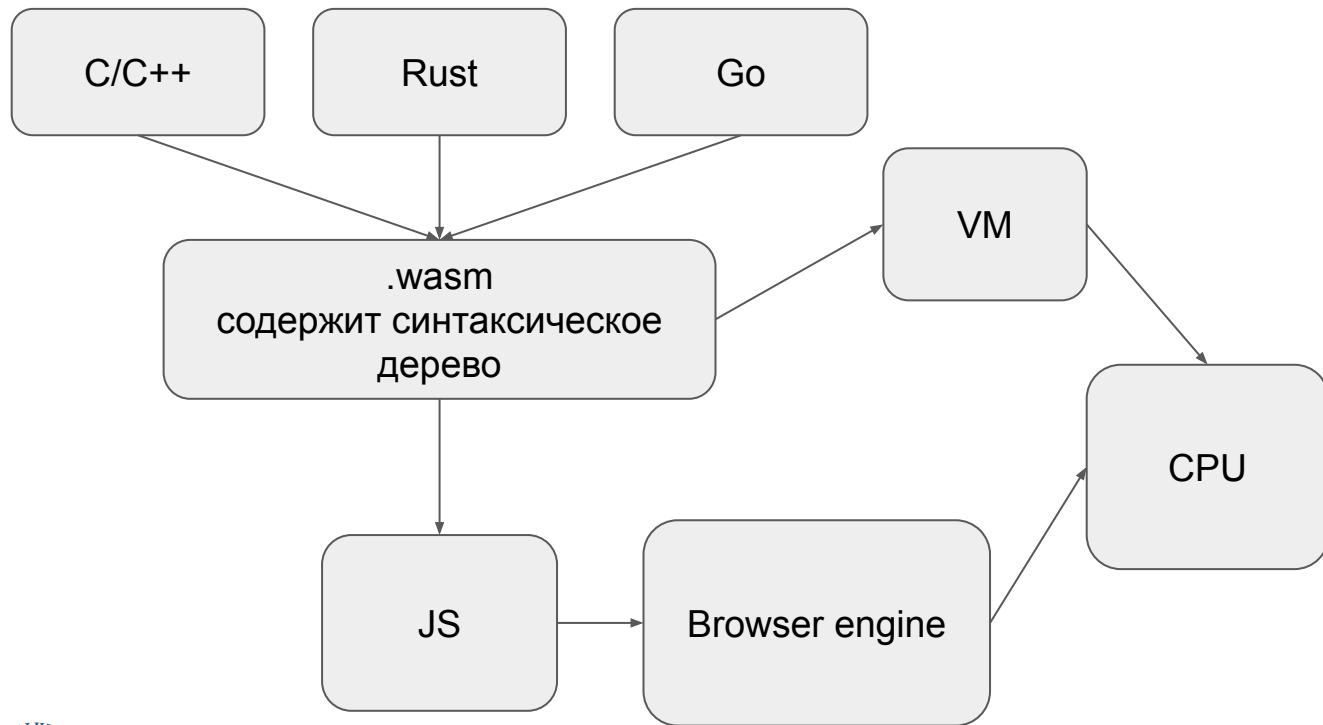 C/C++
Rust
Go
VM
.wasm
содержит синтаксическое
дерево
CPU
JS
Browser engine